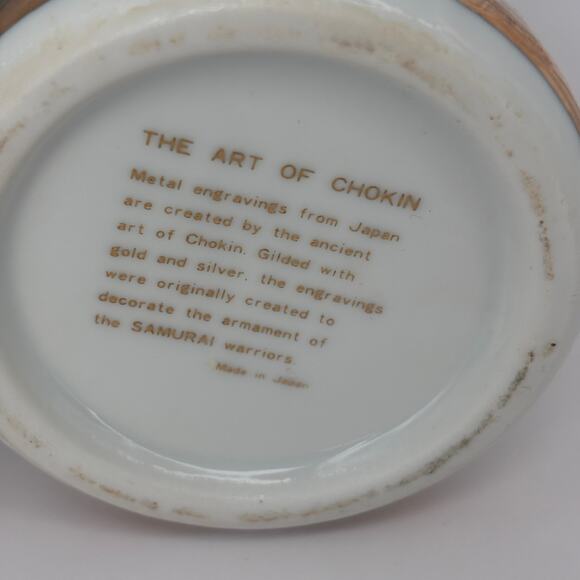 THE ART OF CHOKIN
Metal engravings from Japan
are created by the ancient
art of Chokin. Gilded with
gold and silver, the engravings
were originally created to
decorate the armament of
the SAMURAI warriors.
Made in Japan